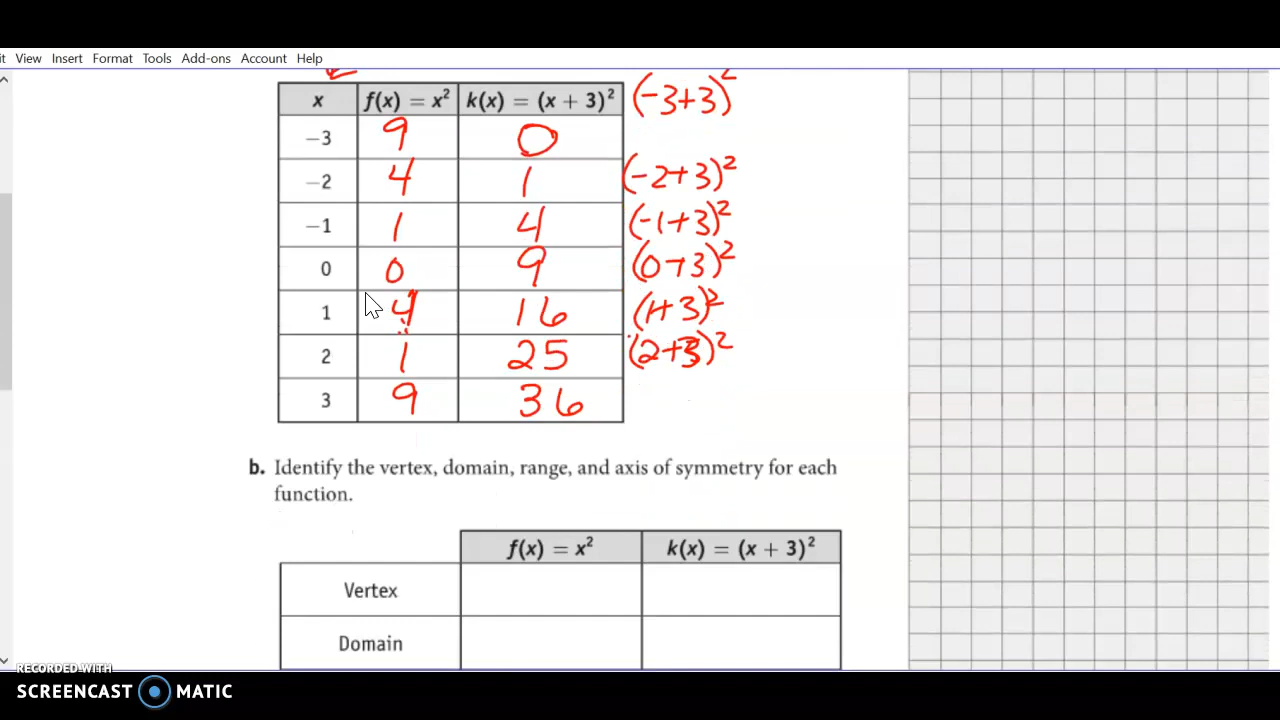 it View Insert Format Tools Add-ons Account Help
x f(x) = x² k(x) = (x + 3)² (-3+3)²
−3 9 0
−2 4 1 (-2+3)²
−1 1 4 (-1+3)²
0 0 9 (0+3)²
1 4 16 (1+3)²
2 1 25 (2+3)²
3 9 36
b. Identify the vertex, domain, range, and axis of symmetry for each
function.
f(x) = x² k(x) = (x + 3)²
Vertex
Domain
RECORDED WITH
SCREENCAST MATIC